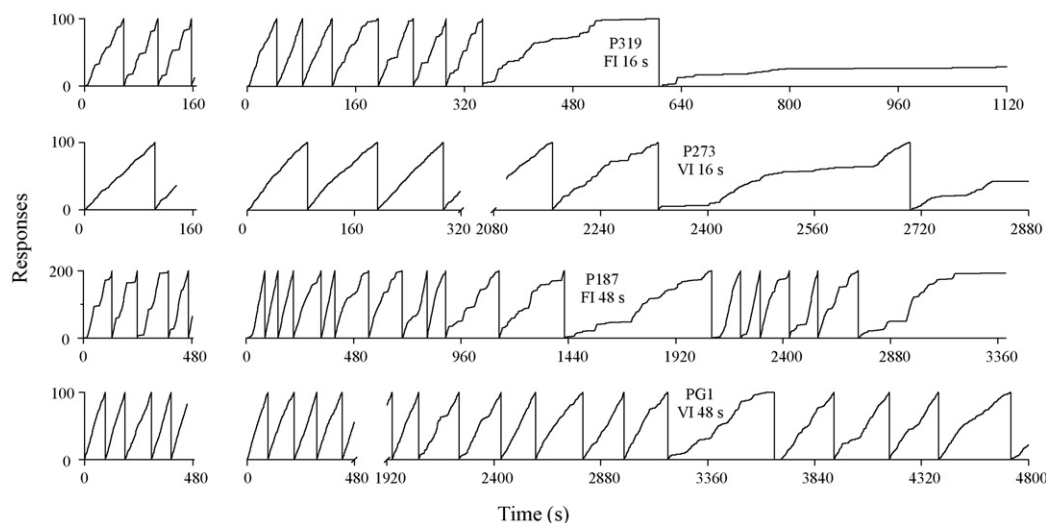 Responses
100
0
0 160
0 160 320 480 640 800 960 1120
P319
FI 16 s
100
0
0 160
0 160 320 2080 2240 2400 2560 2720 2880
P273
VI 16 s
200
0
0 480
0 480 960 1440 1920 2400 2880 3360
P187
FI 48 s
100
0
0 480
0 480 1920 2400 2880 3360 3840 4320 4800
PG1
VI 48 s
Time (s)